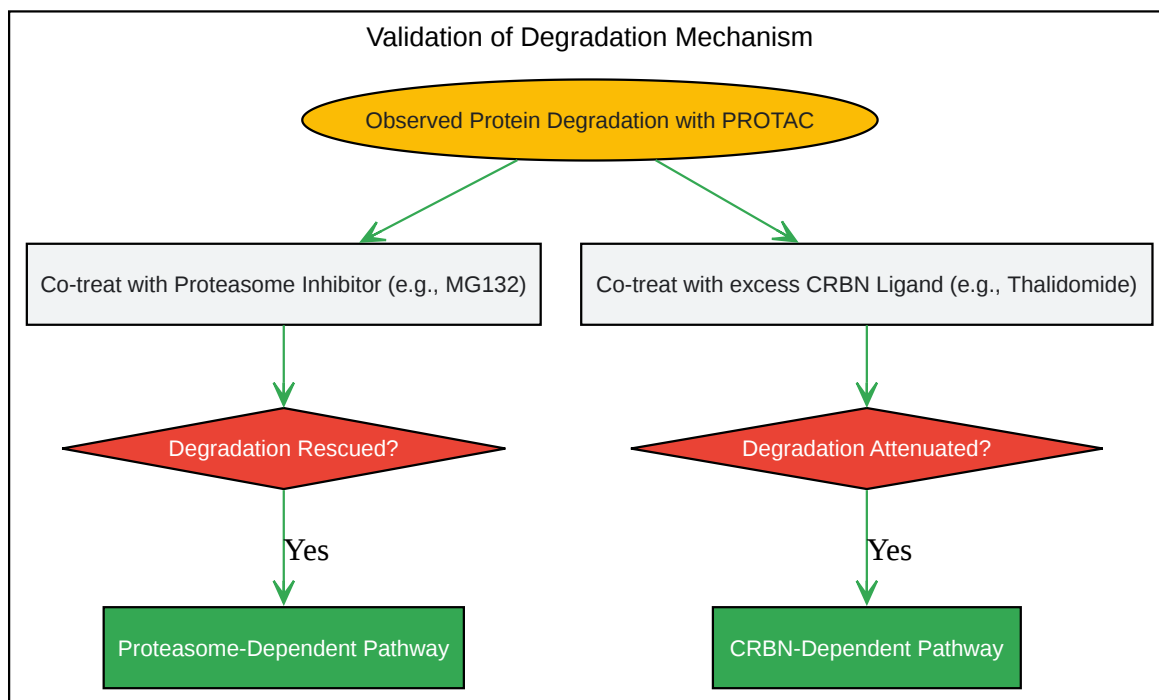 Validation of Degradation Mechanism
Observed Protein Degradation with PROTAC
Co-treat with Proteasome Inhibitor (e.g., MG132)
Co-treat with excess CRBN Ligand (e.g., Thalidomide)
Degradation Rescued?
Degradation Attenuated?
Yes
Yes
Proteasome-Dependent Pathway
CRBN-Dependent Pathway